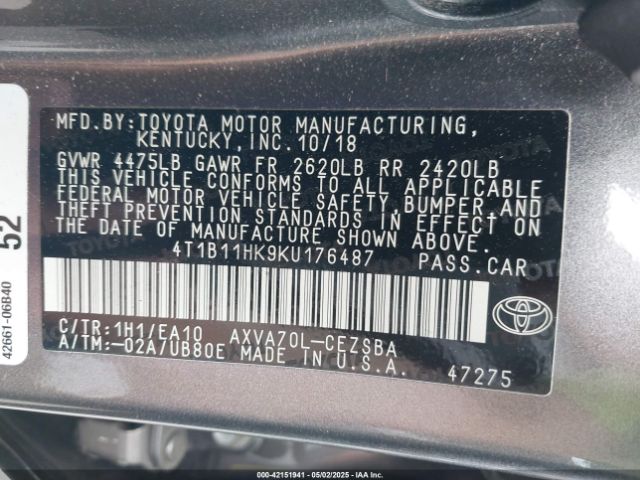 MFD.BY:TOYOTA MOTOR MANUFACTURING,
KENTUCKY, INC. 10/18
GVWR 4475LB GAWR FR 2620LB RR 2420LB
THIS VEHICLE CONFORMS TO ALL APPLICABLE
FEDERAL MOTOR VEHICLE SAFETY, BUMPER AND
THEFT PREVENTION STANDARDS IN EFFECT ON
THE DATE OF MANUFACTURE SHOWN ABOVE.
4T1B11HK9KU176487 PASS.CAR
C/TR:1H1/EA10 AXVA70L-CEZSBA
A/TM:-02A/UB80E MADE IN U.S.A.
47275
52
42661-06B40
000-42151941 - 05/02/2025 - IAAI.COM